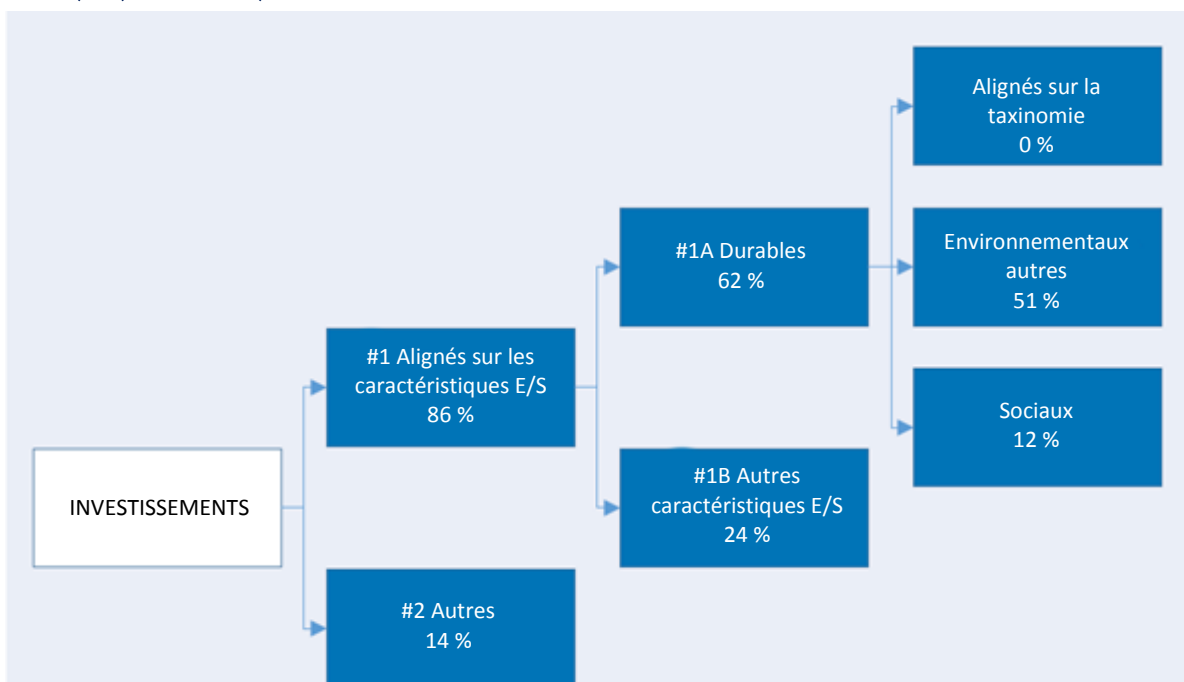 Alignés sur la
taxinomie
0 %
#1A Durables
62 %
Environnementaux
autres
51 %
#1 Alignés sur les
caractéristiques E/S
86 %
Sociaux
12 %
INVESTISSEMENTS
#1B Autres
caractéristiques E/S
24 %
#2 Autres
14 %